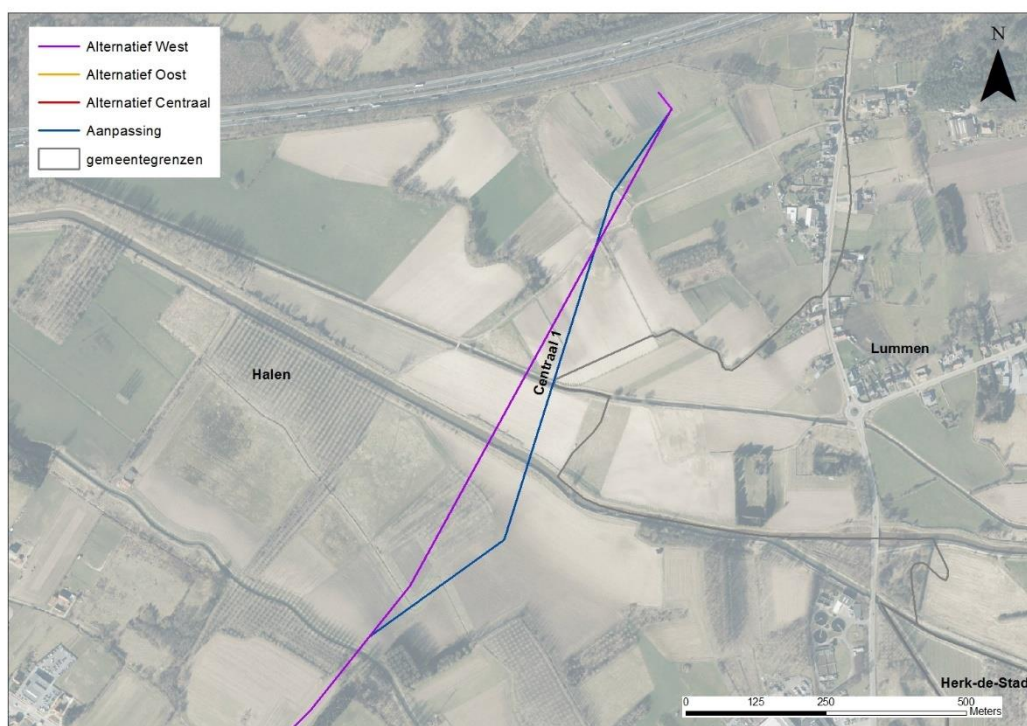 Alternatief West
Alternatief Oost
Alternatief Centraal
Aanpassing
gemeentegrenzen
N
Centraal 1
Lummen
Halen
Herk-de-Stad
0 125 250 500
Meters